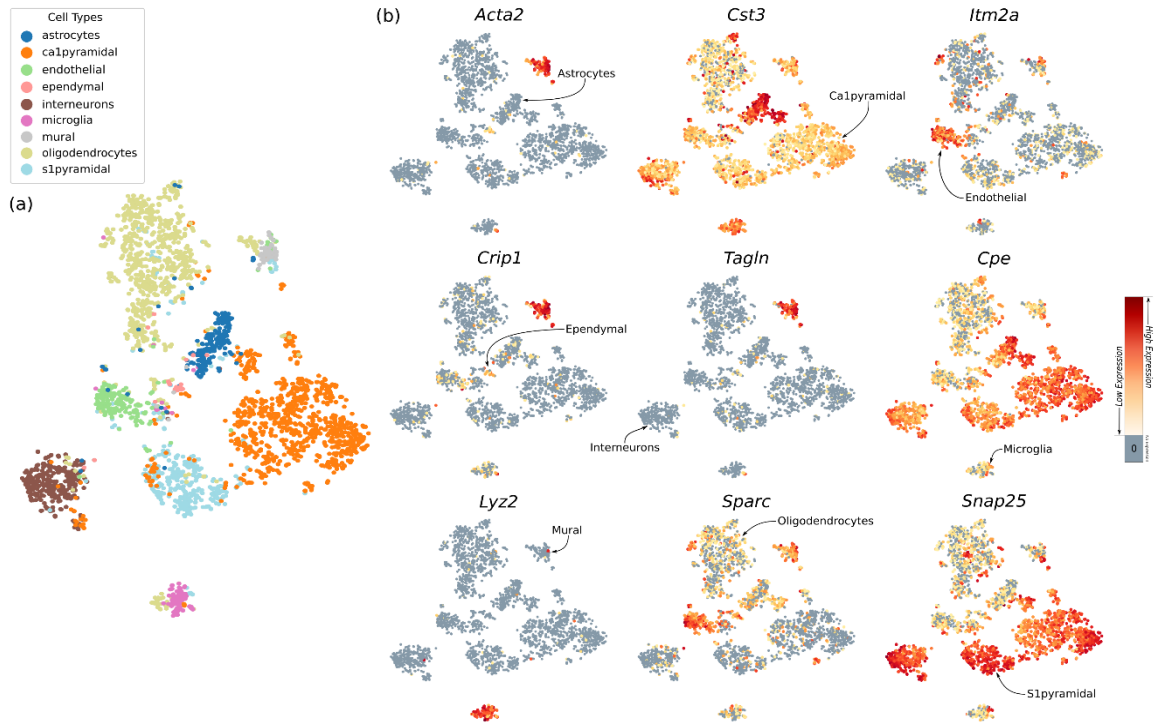 Cell Types
astrocytes
ca1pyramidal
endothelial
ependymal
interneurons
microglia
mural
oligodendrocytes
s1pyramidal
(a)
(b)
Acta2
Cst3
Itm2a
Astrocytes
Ca1pyramidal
Endothelial
Crip1
Tagln
Cpe
Ependymal
Interneurons
Microglia
High Expression
Low Expression
0
Lyz2
Sparc
Snap25
Mural
Oligodendrocytes
S1pyramidal